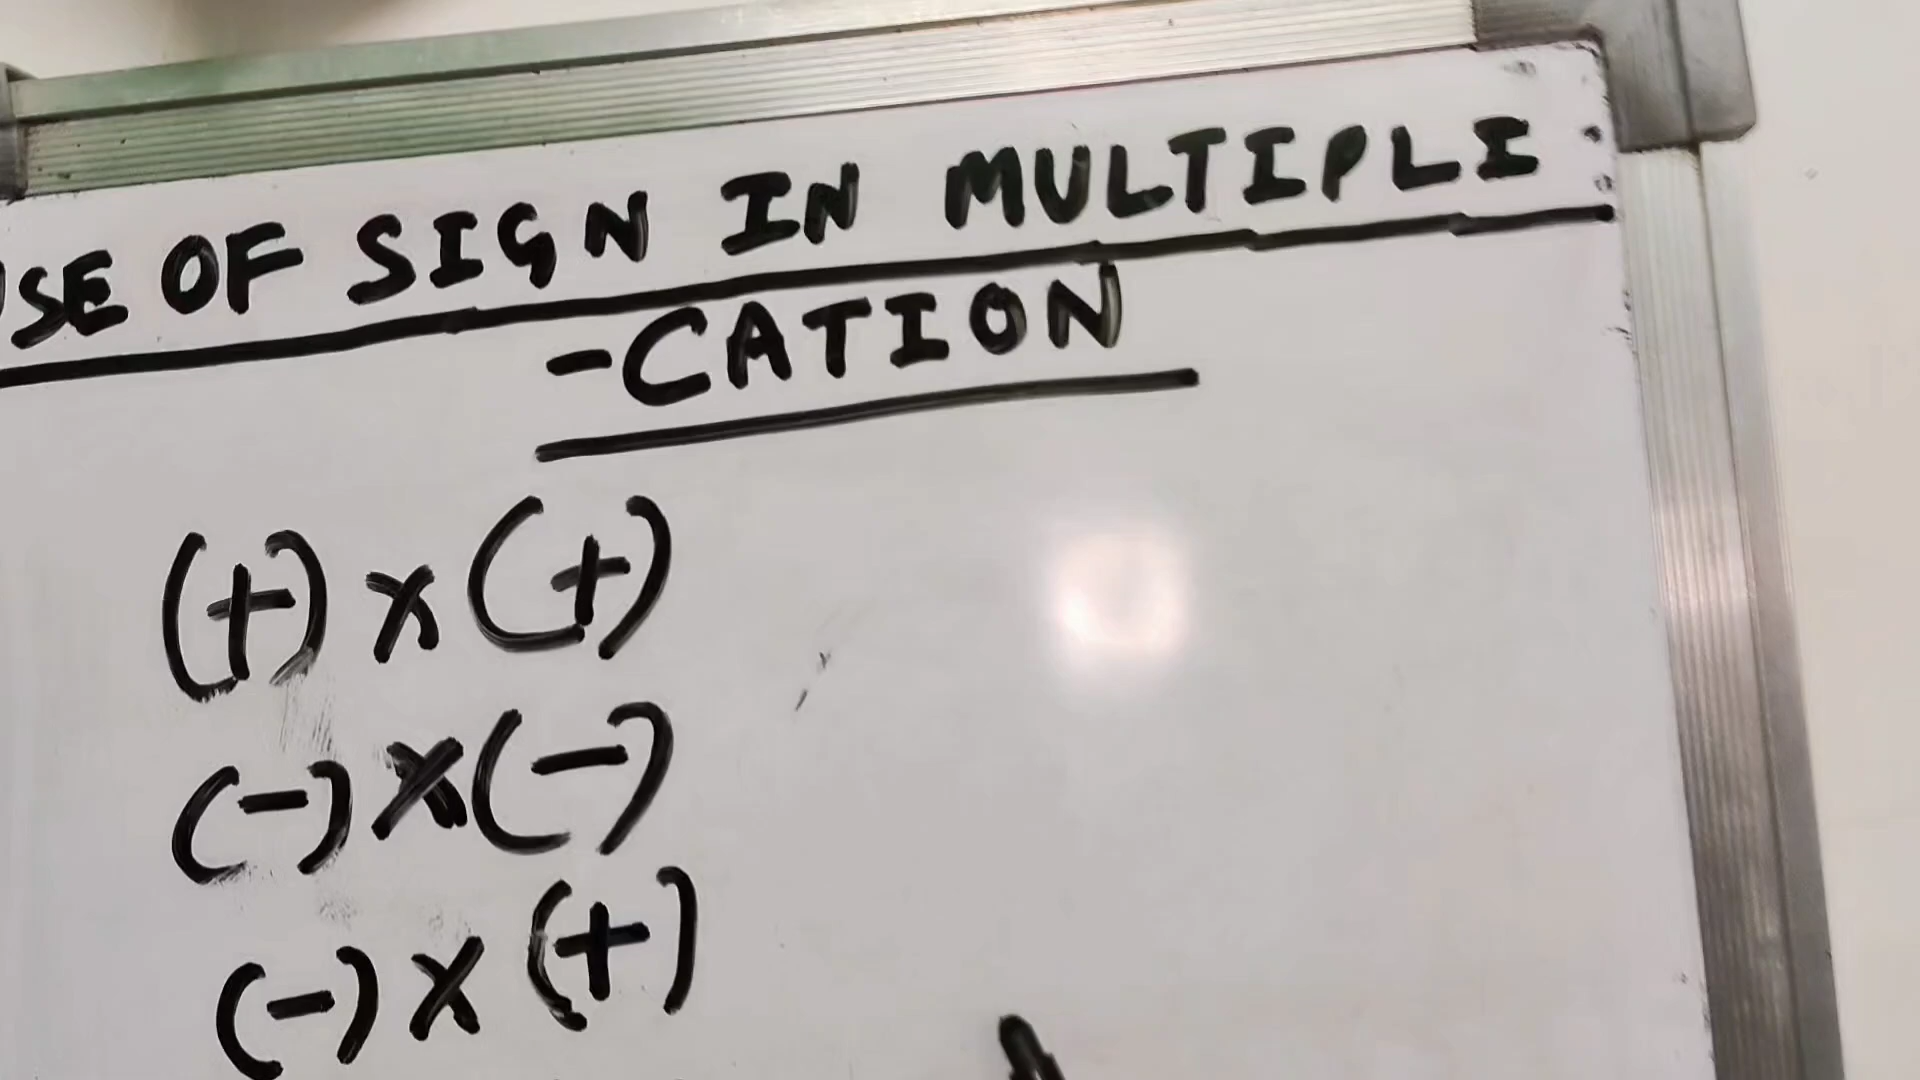 SE OF SIGN IN MULTIPLI
-CATION
(+) x (+)
(-) x (-)
(-) x (+)